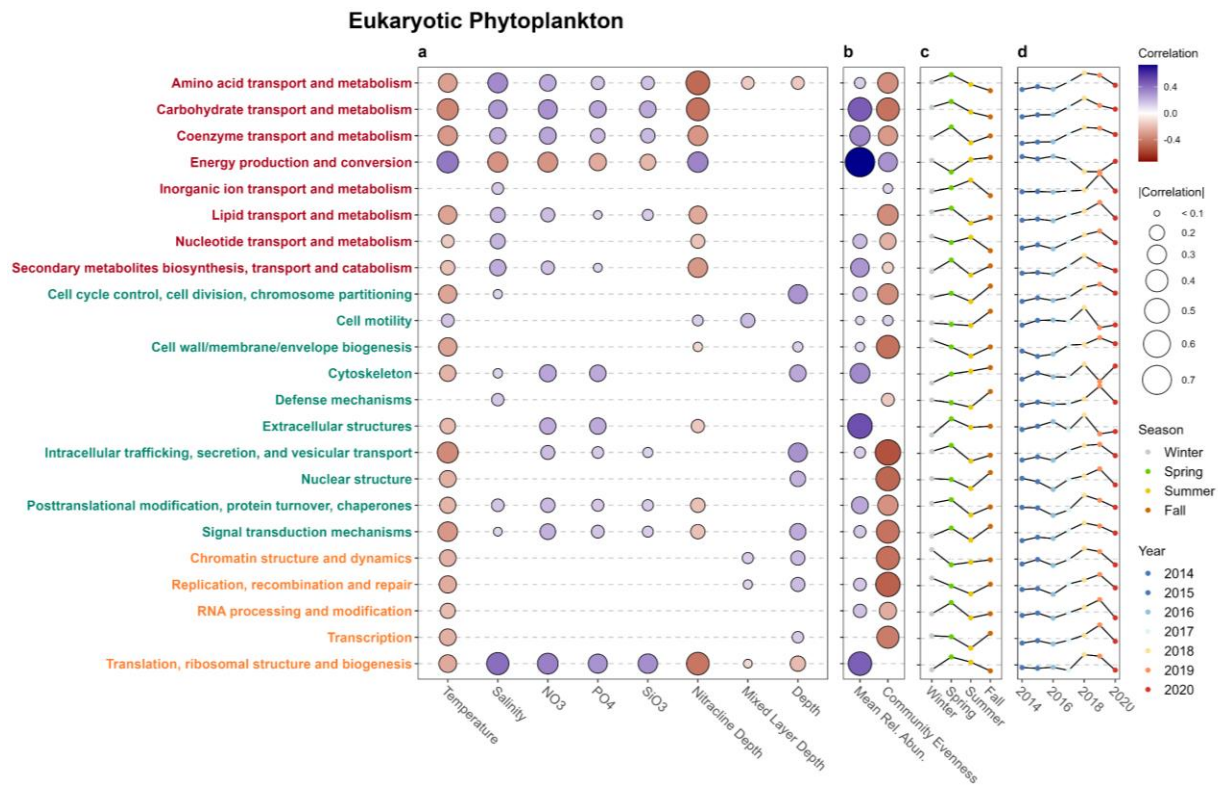 Eukaryotic Phytoplankton
a
b
c
d
Amino acid transport and metabolism
Carbohydrate transport and metabolism
Coenzyme transport and metabolism
Energy production and conversion
Inorganic ion transport and metabolism
Lipid transport and metabolism
Nucleotide transport and metabolism
Secondary metabolites biosynthesis, transport and catabolism
Cell cycle control, cell division, chromosome partitioning
Cell motility
Cell wall/membrane/envelope biogenesis
Cytoskeleton
Defense mechanisms
Extracellular structures
Intracellular trafficking, secretion, and vesicular transport
Nuclear structure
Posttranslational modification, protein turnover, chaperones
Signal transduction mechanisms
Chromatin structure and dynamics
Replication, recombination and repair
RNA processing and modification
Transcription
Translation, ribosomal structure and biogenesis
Temperature
Salinity
NO3
PO4
SiO3
Nitracline Depth
Mixed Layer Depth
Depth
Mean Rel. Abun.
Community Evenness
Winter
Spring
Summer
Fall
2014
2016
2018
2020
Correlation
0.4
0.0
-0.4
|Correlation|
< 0.1
0.2
0.3
0.4
0.5
0.6
0.7
Season
Winter
Spring
Summer
Fall
Year
2014
2015
2016
2017
2018
2019
2020